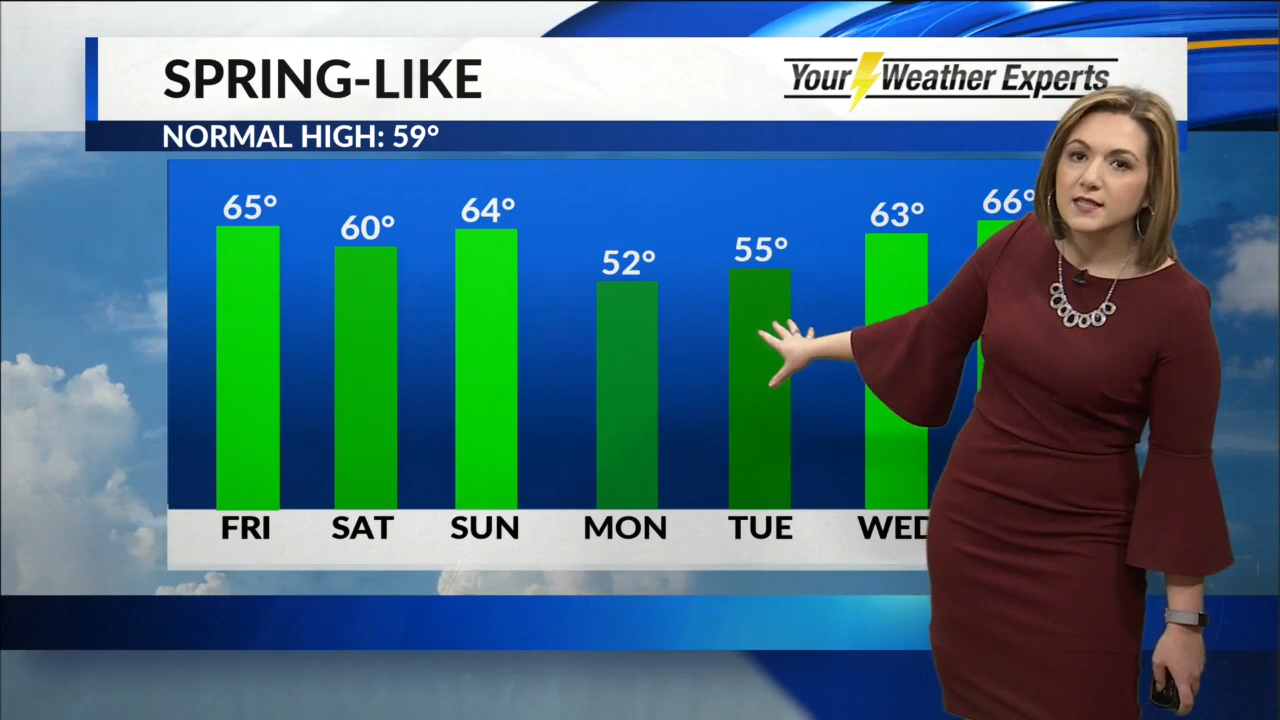 SPRING-LIKE
Your Weather Experts
NORMAL HIGH: 59°
65° 60° 64° 52° 55° 63° 66°
FRI SAT SUN MON TUE WED